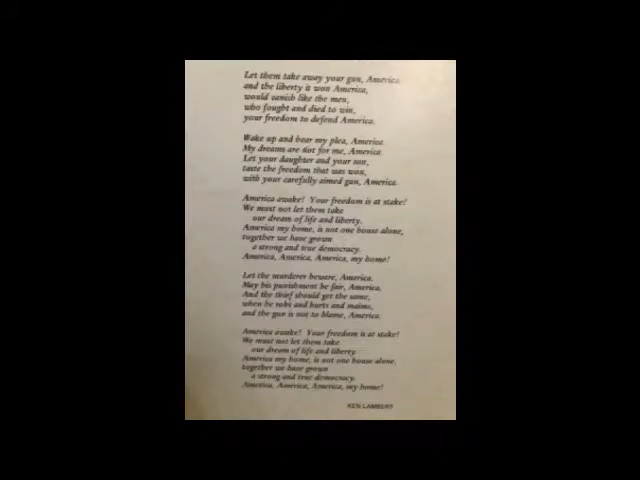 Let them take away your gun, America
and the liberty it won America,
would vanish like the men,
who fought and died to win,
your freedom to defend America.
Wake up and hear my plea, America
My dreams are not for me, America
Let your daughter and your son,
taste the freedom that was won,
with your carefully aimed gun, America.
America awake! Your freedom is at stake!
We must not let them take
our dream of life and liberty.
America my home, is not one house alone,
together we have grown
a strong and true democracy.
America, America, America, my home!
Let the murderer beware, America.
May his punishment be fair, America.
And the thief should get the same,
when he robs and hurts and maims,
and the gun is not to blame, America.
America awake! Your freedom is at stake!
We must not let them take
our dream of life and liberty
America my home, is not one house alone,
together we have grown
a strong and true democracy.
America, America, America, my home!
KEN LAMBERT